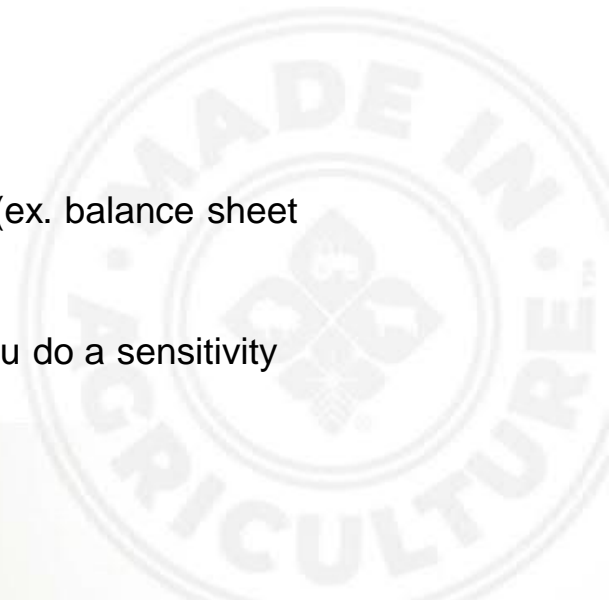 (ex. balance sheet
u do a sensitivity
· MADE IN ·
AGRICULTURE